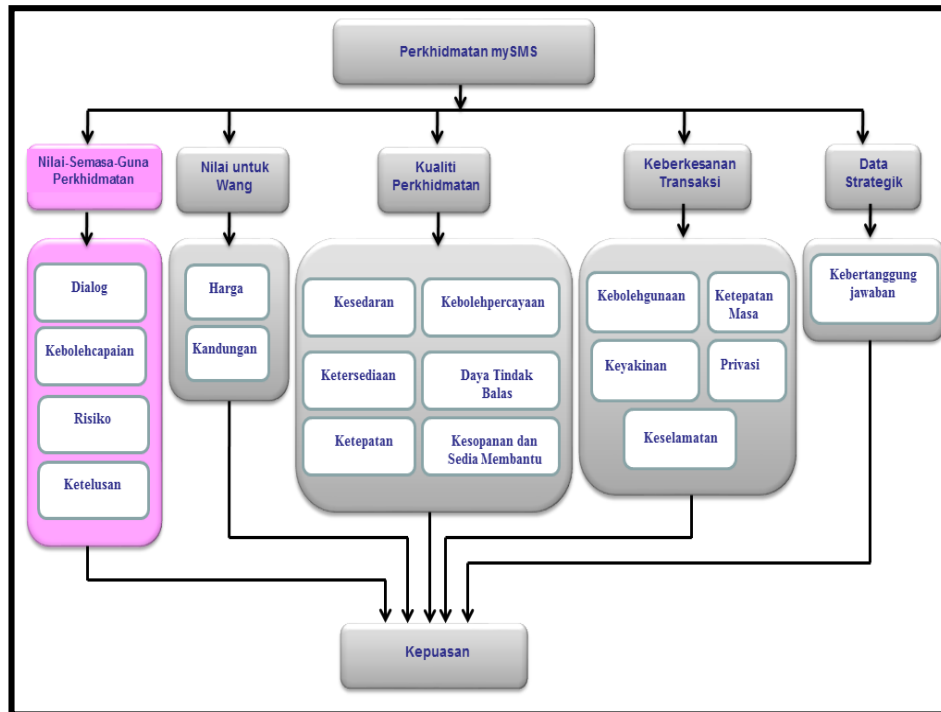 Perkhidmatan mySMS
Nilai-Semasa-Guna
Perkhidmatan
Nilai untuk
Wang
Kualiti
Perkhidmatan
Keberkesanan
Transaksi
Data
Strategik
Dialog
Kebolehcapaian
Risiko
Ketelusan
Harga
Kandungan
Kesedaran
Kebolehpercayaan
Ketersediaan
Daya Tindak
Balas
Ketepatan
Kesopanan dan
Sedia Membantu
Kebolehgunaan
Ketepatan
Masa
Keyakinan
Privasi
Keselamatan
Kebertanggung
jawaban
Kepuasan